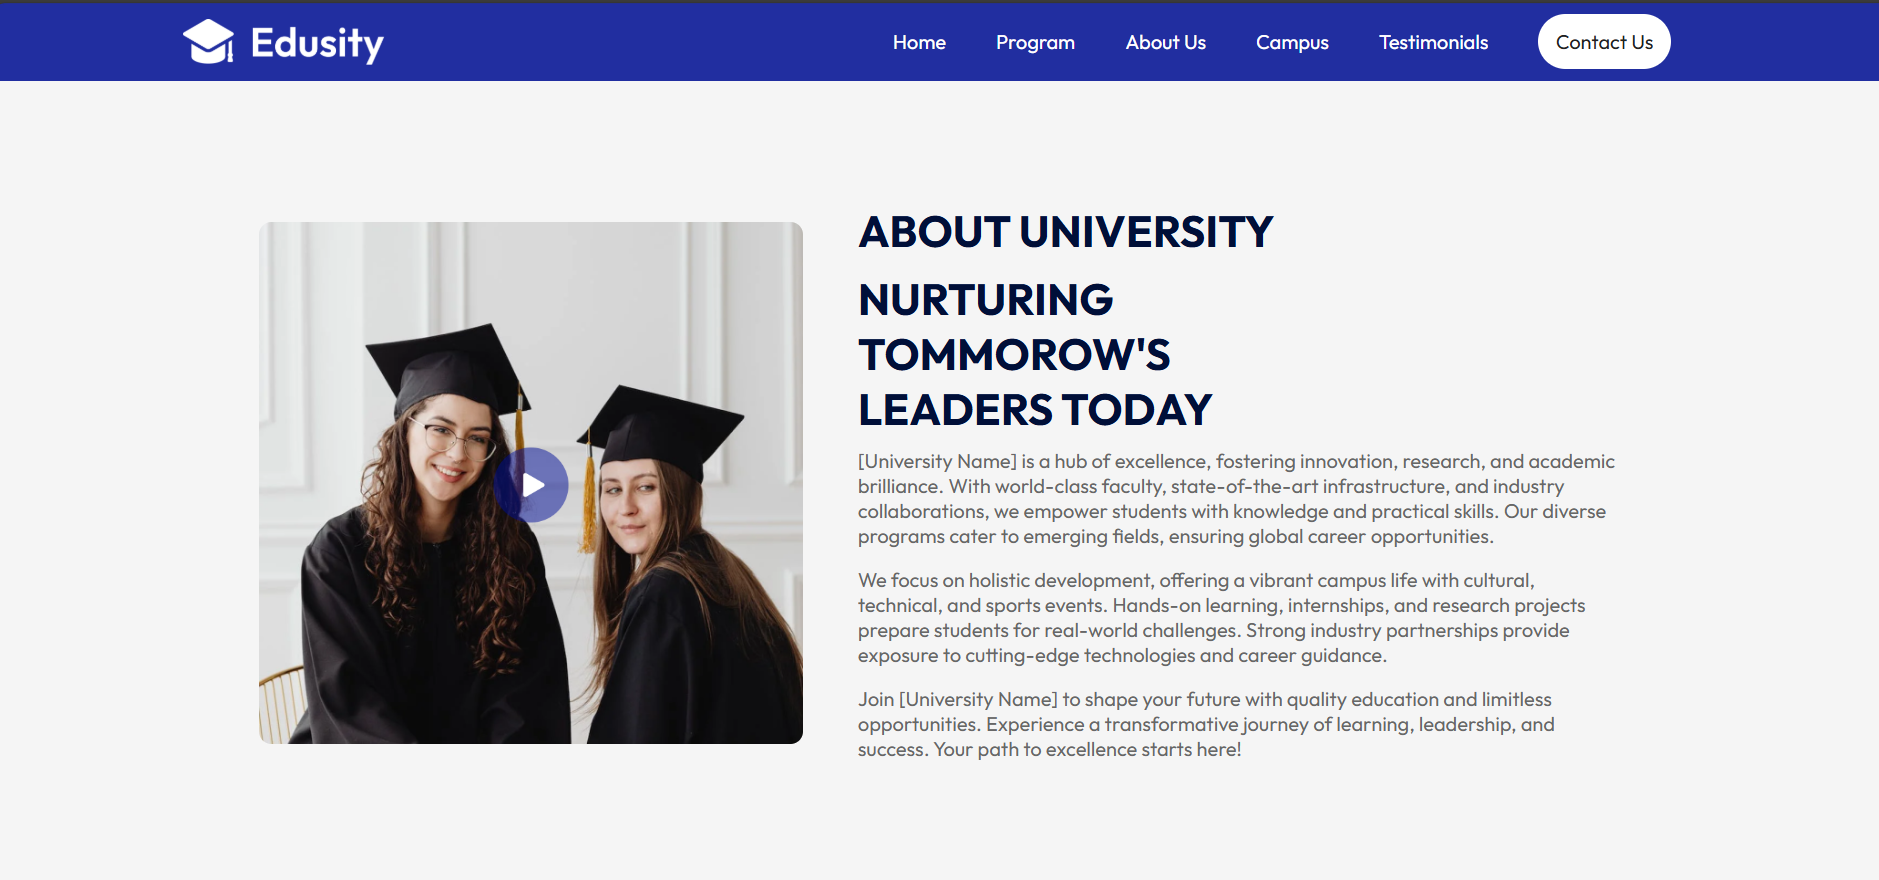 Edusity
Home
Program
About Us
Campus
Testimonials
Contact Us
ABOUT UNIVERSITY
NURTURING
TOMMOROW'S
LEADERS TODAY
[University Name] is a hub of excellence, fostering innovation, research, and academic
brilliance. With world-class faculty, state-of-the-art infrastructure, and industry
collaborations, we empower students with knowledge and practical skills. Our diverse
programs cater to emerging fields, ensuring global career opportunities.
We focus on holistic development, offering a vibrant campus life with cultural,
technical, and sports events. Hands-on learning, internships, and research projects
prepare students for real-world challenges. Strong industry partnerships provide
exposure to cutting-edge technologies and career guidance.
Join [University Name] to shape your future with quality education and limitless
opportunities. Experience a transformative journey of learning, leadership, and
success. Your path to excellence starts here!